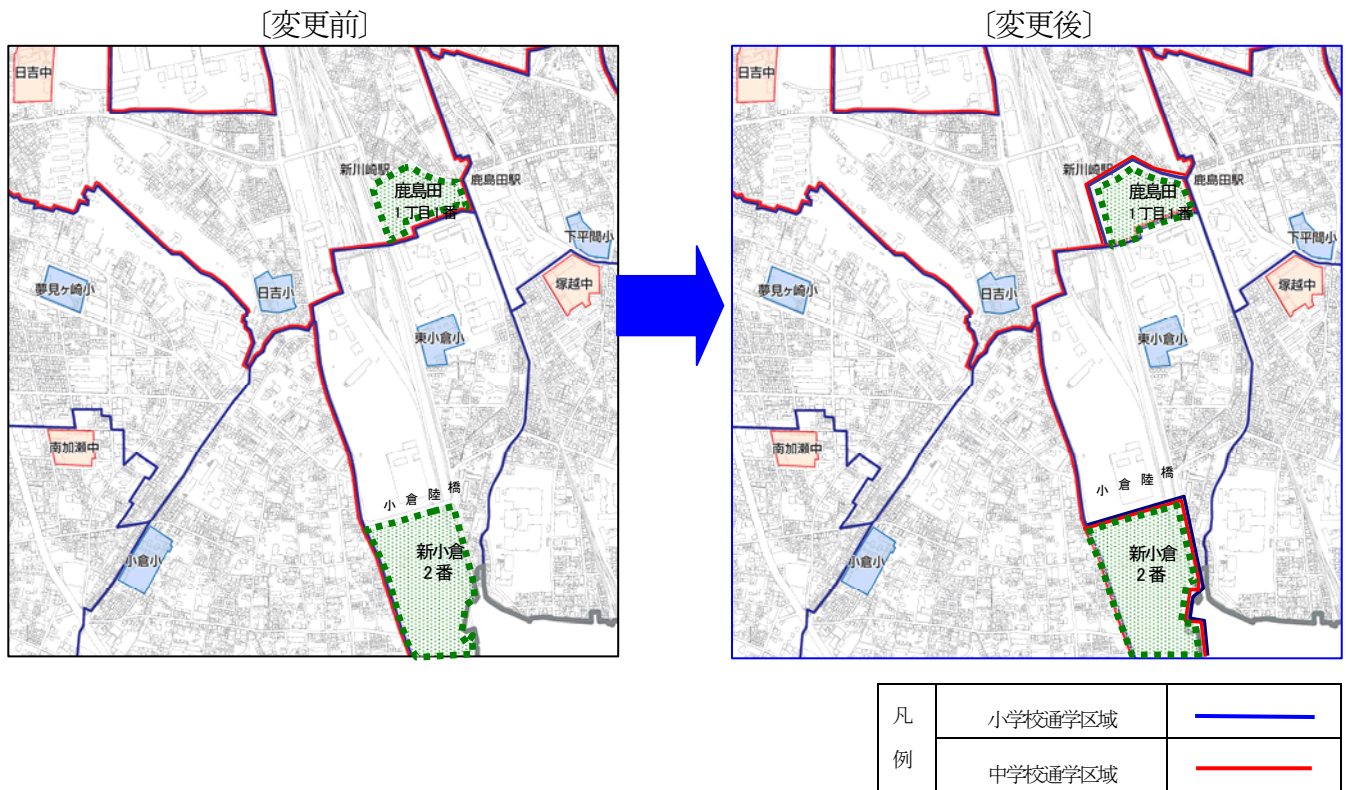 〔変更前〕
日吉中
新川崎駅
鹿島田駅
鹿島田
1丁目1番
下平間小
夢見ヶ崎小
日吉小
塚越中
東小倉小
南加瀬中
小倉陸橋
小倉小
新小倉
2番
〔変更後〕
日吉中
新川崎駅
鹿島田駅
鹿島田
1丁目1番
下平間小
夢見ヶ崎小
日吉小
塚越中
東小倉小
南加瀬中
小倉陸橋
小倉小
新小倉
2番
凡例
小学校通学区域
中学校通学区域